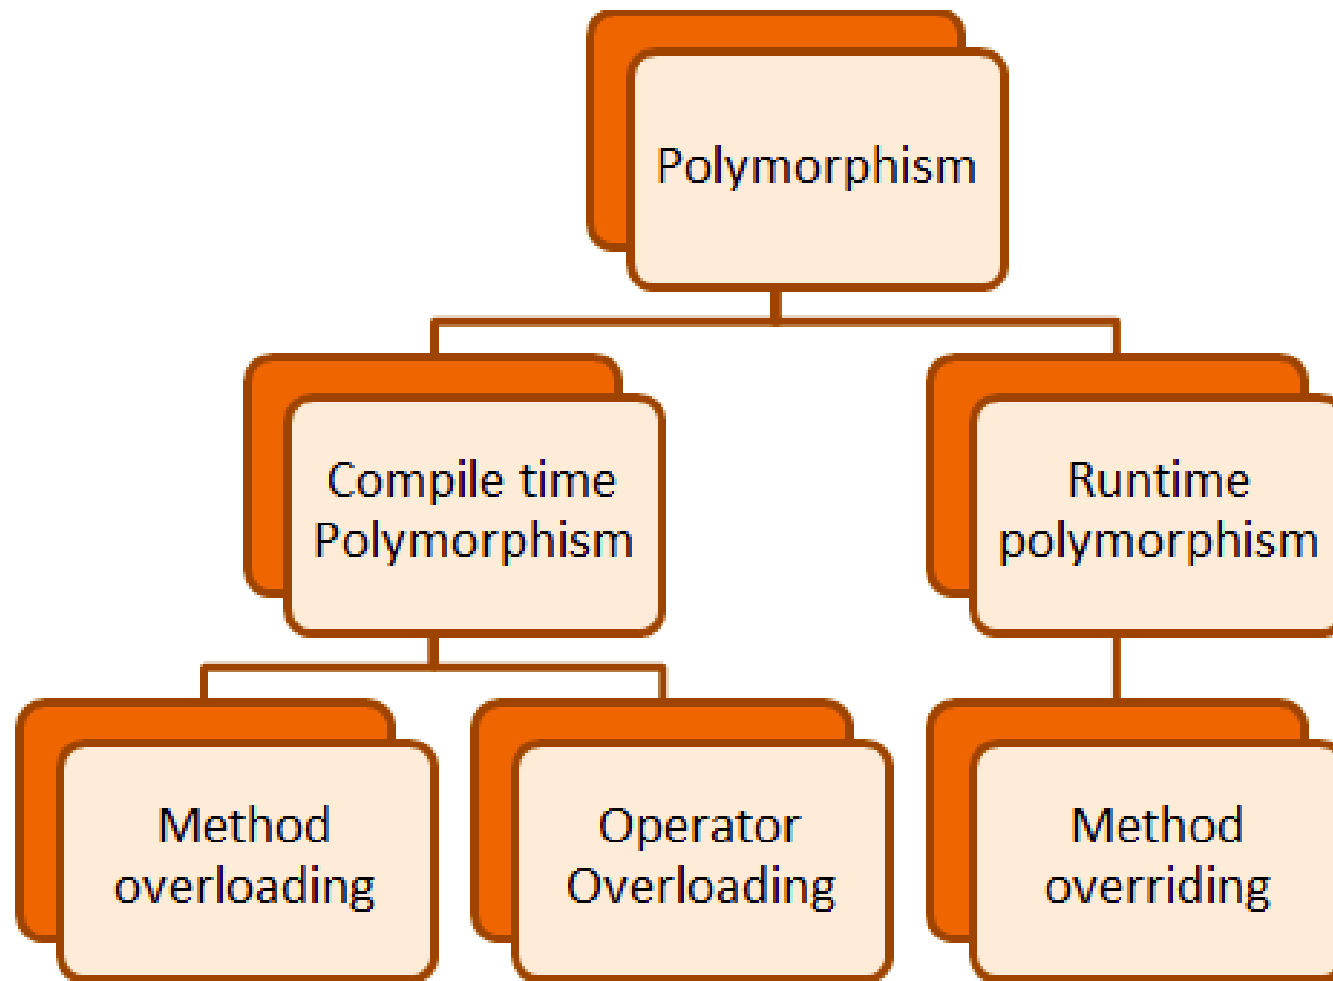 Polymorphism
Compile time
Polymorphism
Runtime
polymorphism
Method
overloading
Operator
Overloading
Method
overriding